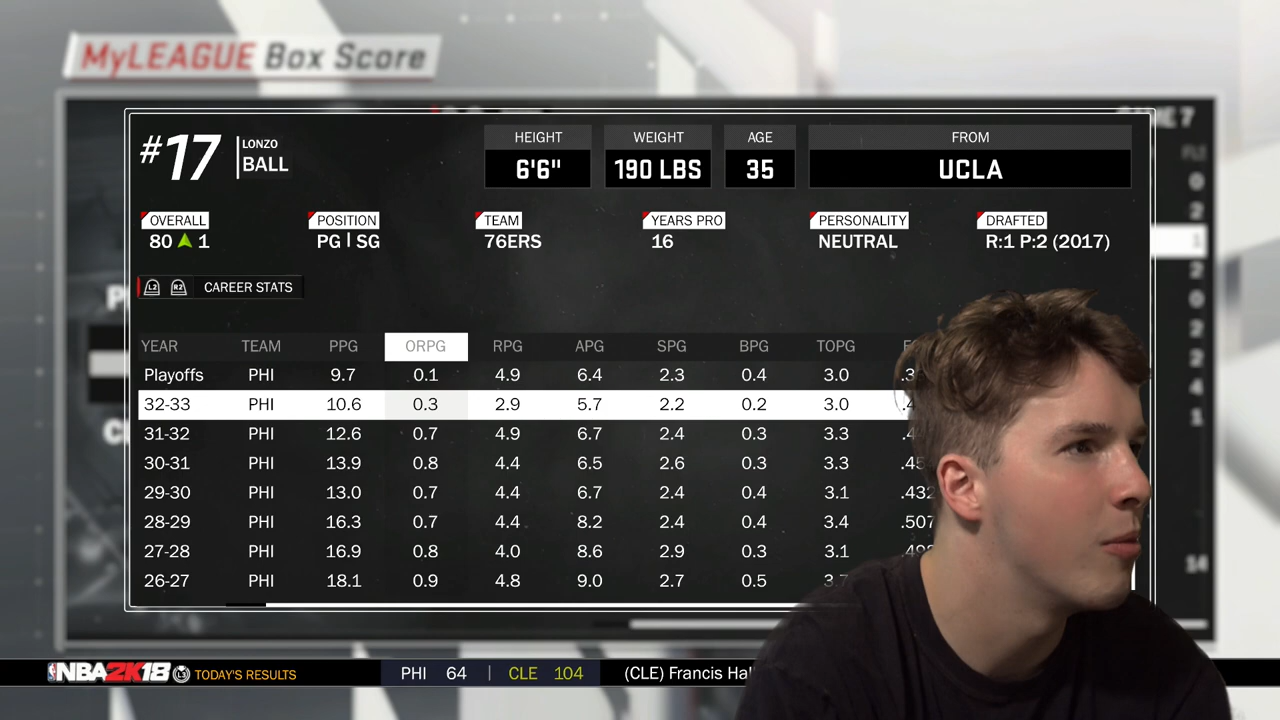 MyLEAGUE Box Score
GAME 7
#17 LONZO BALL
HEIGHT WEIGHT AGE FROM
6'6" 190 LBS 35 UCLA
OVERALL POSITION TEAM YEARS PRO PERSONALITY DRAFTED
80 1 PG | SG 76ERS 16 NEUTRAL R:1 P:2 (2017)
L2 R2 CAREER STATS
YEAR TEAM PPG ORPG RPG APG SPG BPG TOPG
Playoffs PHI 9.7 0.1 4.9 6.4 2.3 0.4 3.0
32-33 PHI 10.6 0.3 2.9 5.7 2.2 0.2 3.0
31-32 PHI 12.6 0.7 4.9 6.7 2.4 0.3 3.3
30-31 PHI 13.9 0.8 4.4 6.5 2.6 0.3 3.3
29-30 PHI 13.0 0.7 4.4 6.7 2.4 0.4 3.1 .432
28-29 PHI 16.3 0.7 4.4 8.2 2.4 0.4 3.4 .507
27-28 PHI 16.9 0.8 4.0 8.6 2.9 0.3 3.1
26-27 PHI 18.1 0.9 4.8 9.0 2.7 0.5 3.7
14
NBA 2K18 TODAY'S RESULTS PHI 64 | CLE 104 (CLE) Francis